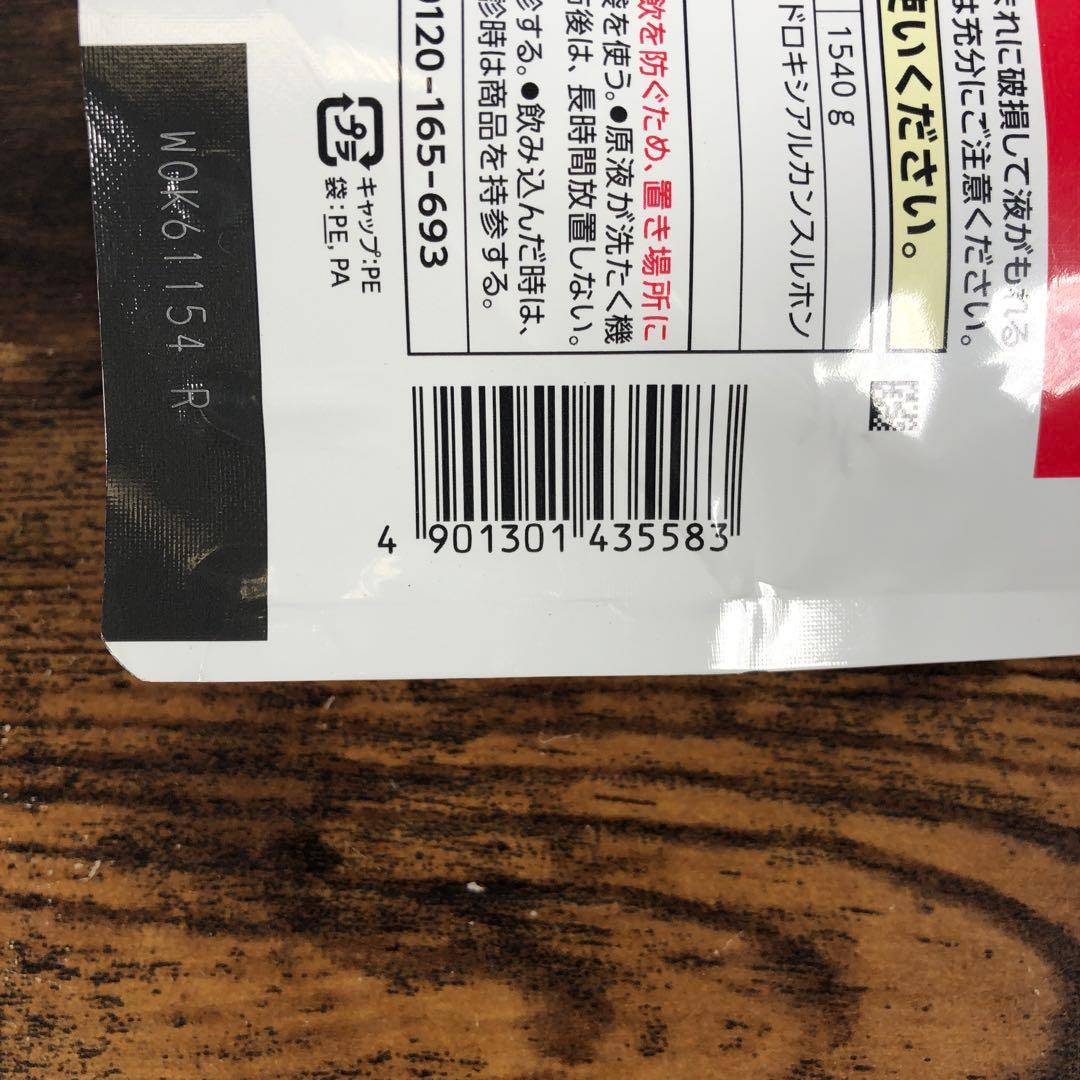 まれに破損して液がもれる
は充分にご注意ください。
使いください。
1540g
ドロキシアルカンスルホン
飲を防ぐため、置き場所に
袋を使う。●原液が洗たく機
後は、長時間放置しない。
する。●飲み込んだ時は、
診時は商品を持参する。
0120-165-693
プラ
キャップ:PE
袋:PE, PA
WOK61154 R
4 901301 435583